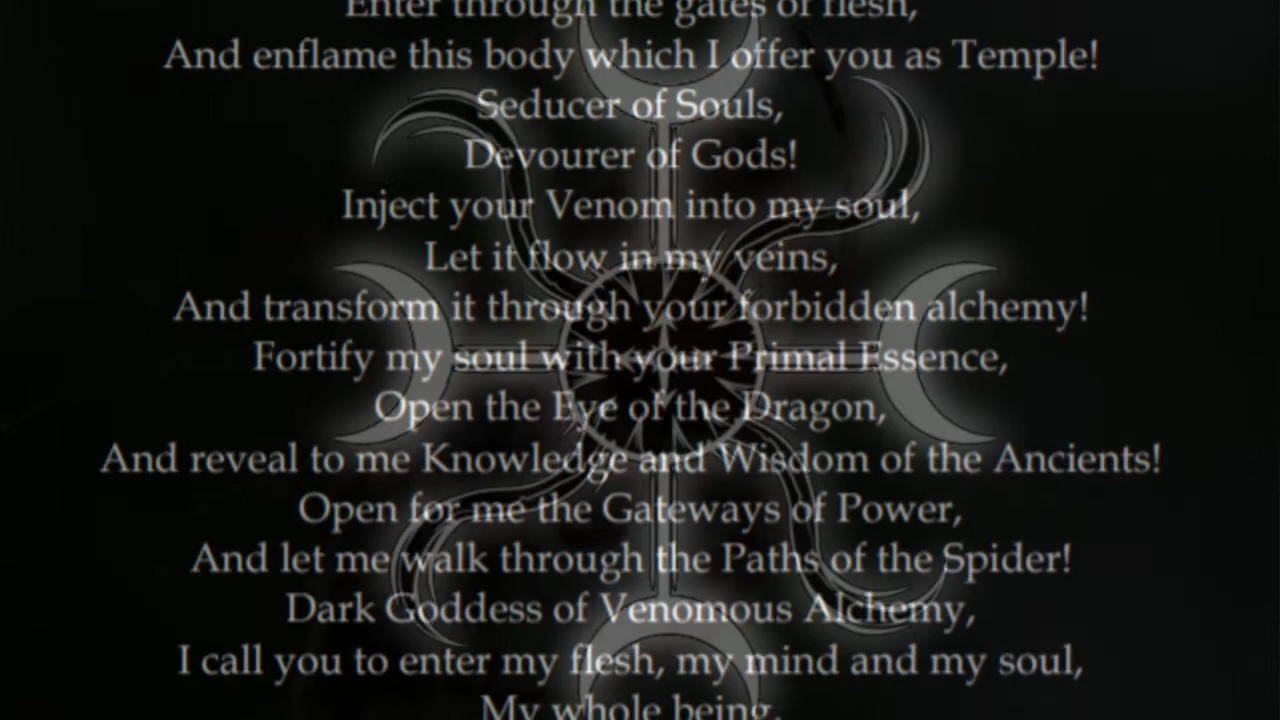 Enter through the gates of flesh,
And enflame this body which I offer you as Temple!
Seducer of Souls,
Devourer of Gods!
Inject your Venom into my soul,
Let it flow in my veins,
And transform it through your forbidden alchemy!
Fortify my soul with your Primal Essence,
Open the Eye of the Dragon,
And reveal to me Knowledge and Wisdom of the Ancients!
Open for me the Gateways of Power,
And let me walk through the Paths of the Spider!
Dark Goddess of Venomous Alchemy,
I call you to enter my flesh, my mind and my soul,
My whole being.